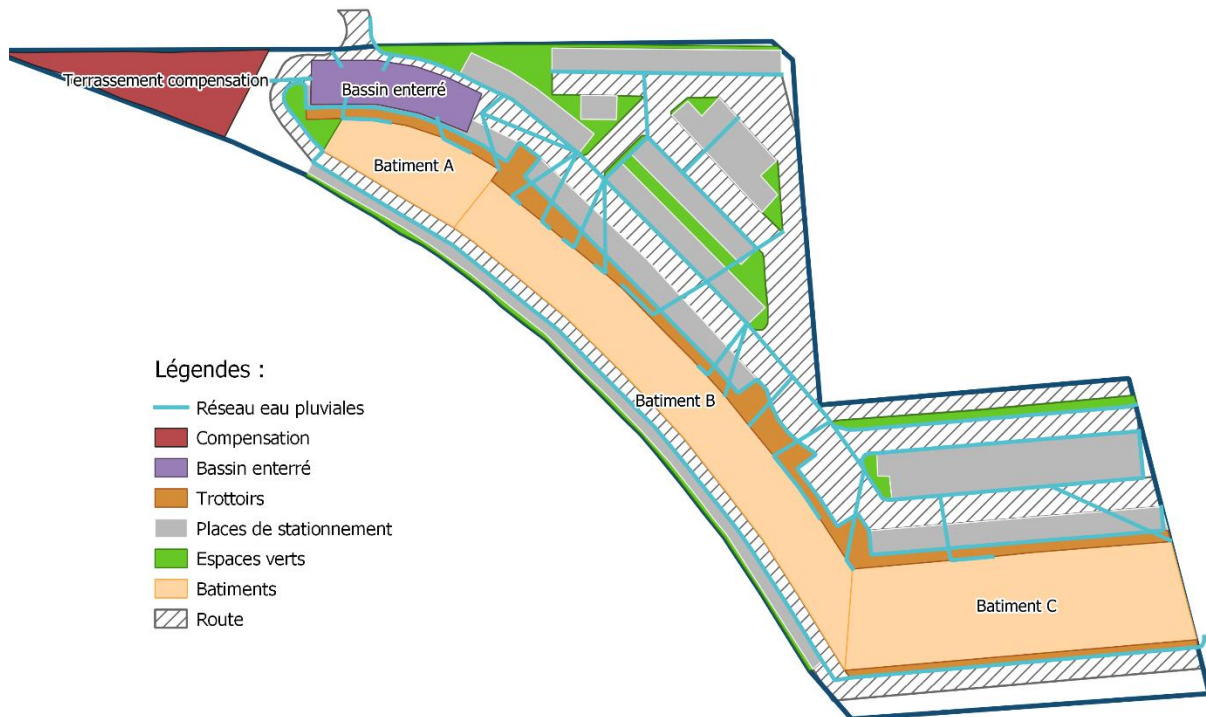 Terrassement compensation
Bassin enterré
Batiment A
Batiment B
Batiment C
Légendes :
Réseau eau pluviales
Compensation
Bassin enterré
Trottoirs
Places de stationnement
Espaces verts
Batiments
Route